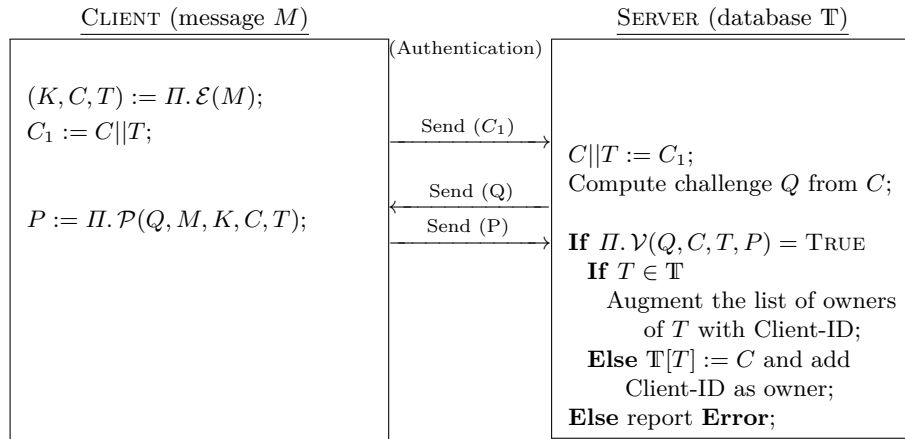 CLIENT (message M)
SERVER (database 𝕋)
(Authentication)
(K, C, T) := Π. ℰ(M);
C₁ := C||T;
Send (C₁)
C||T := C₁;
Send (Q)
Compute challenge Q from C;
P := Π. 𝒫(Q, M, K, C, T);
Send (P)
If Π. 𝒱(Q, C, T, P) = TRUE
If T ∈ 𝕋
Augment the list of owners
of T with Client-ID;
Else 𝕋[T] := C and add
Client-ID as owner;
Else report Error;